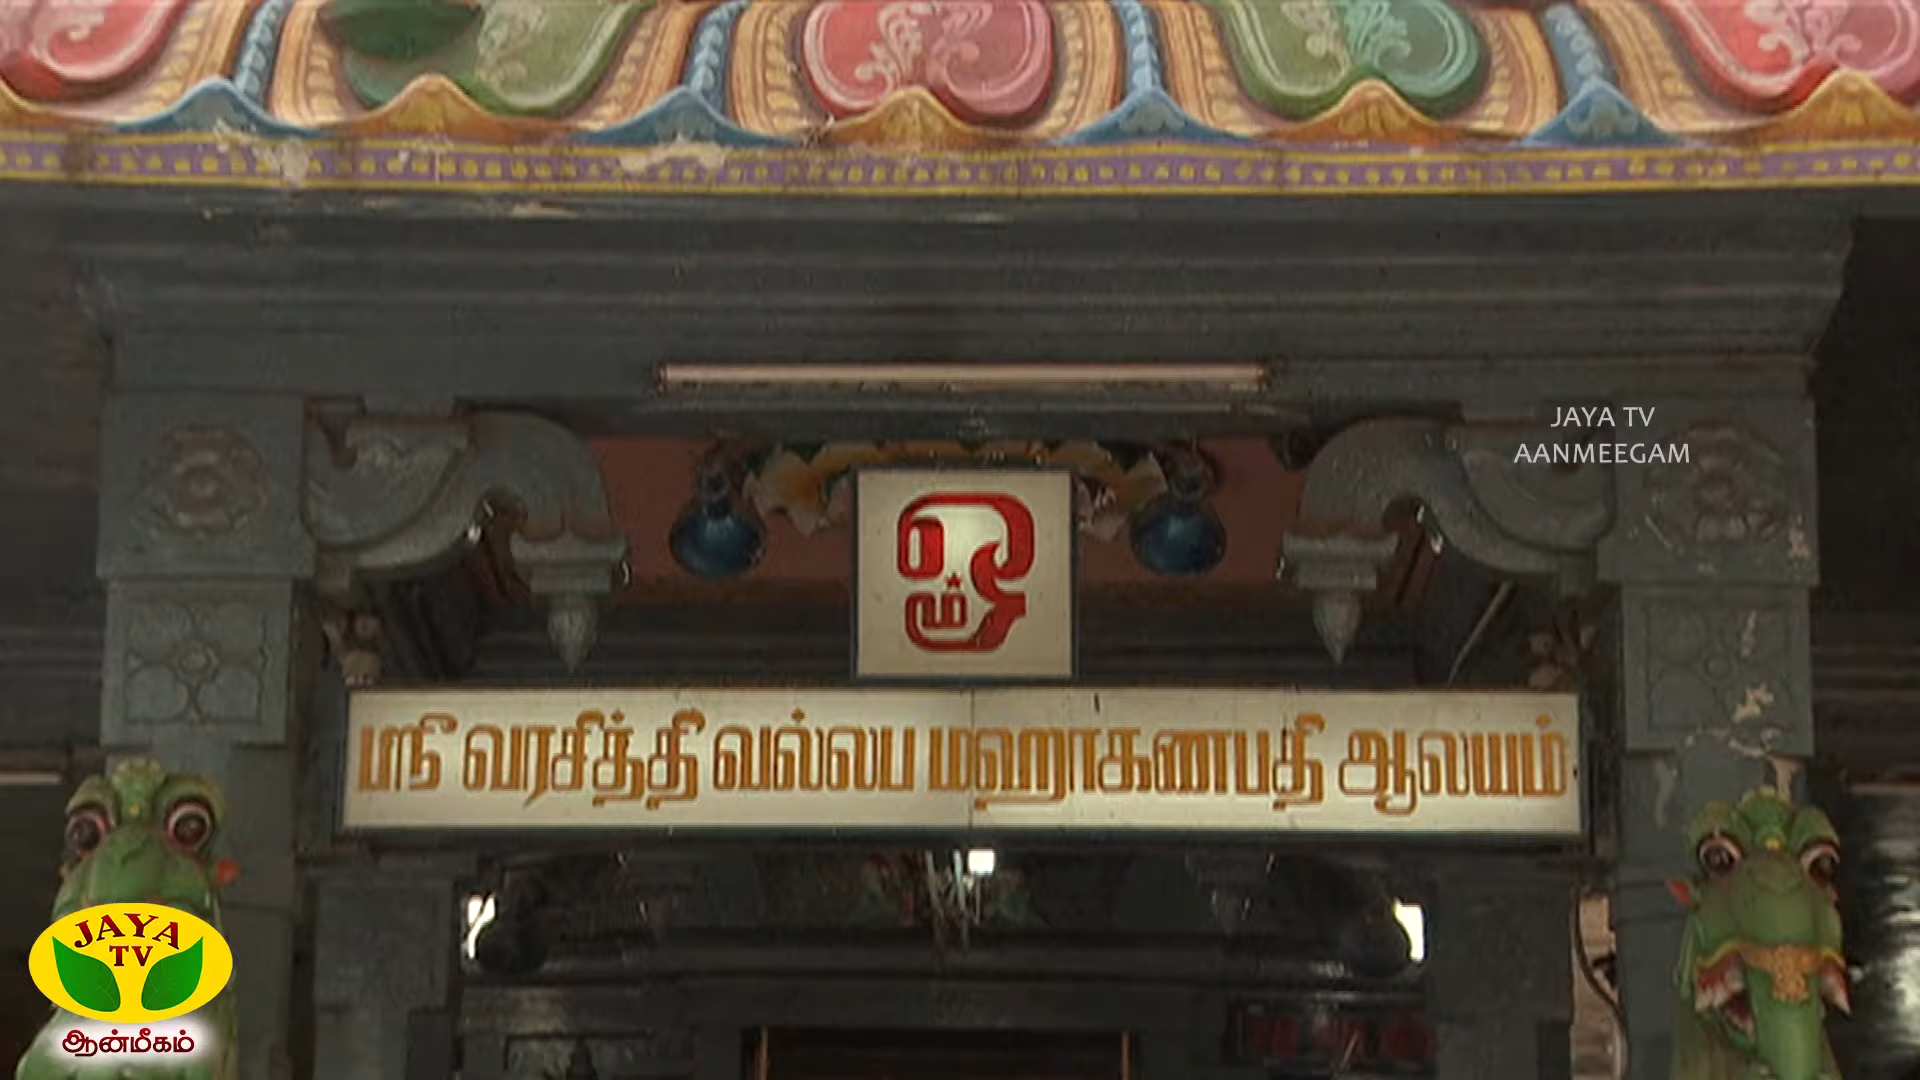 JAYA TV
AANMEEGAM
ஓம்
ஸ்ரீ வரசித்தி வல்லப மஹாகணபதி ஆலயம்
JAYA
TV
ஆன்மீகம்